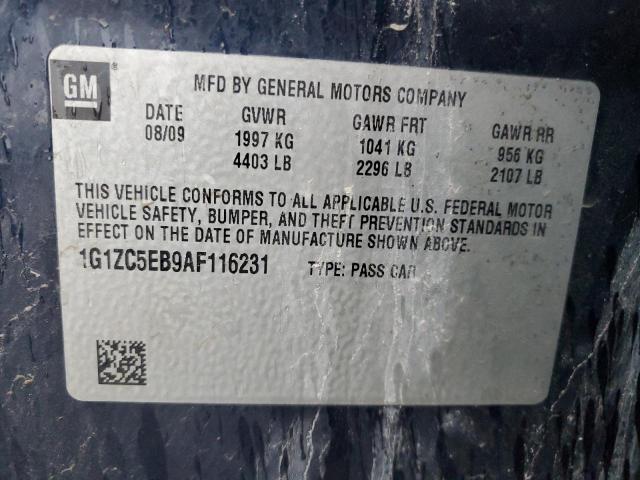 GM ®
MFD BY GENERAL MOTORS COMPANY
DATE GVWR GAWR FRT GAWR RR
08/09 1997 KG 1041 KG 956 KG
4403 LB 2296 LB 2107 LB
THIS VEHICLE CONFORMS TO ALL APPLICABLE U.S. FEDERAL MOTOR
VEHICLE SAFETY, BUMPER, AND THEFT PREVENTION STANDARDS IN
EFFECT ON THE DATE OF MANUFACTURE SHOWN ABOVE.
1G1ZC5EB9AF116231 TYPE: PASS CAR